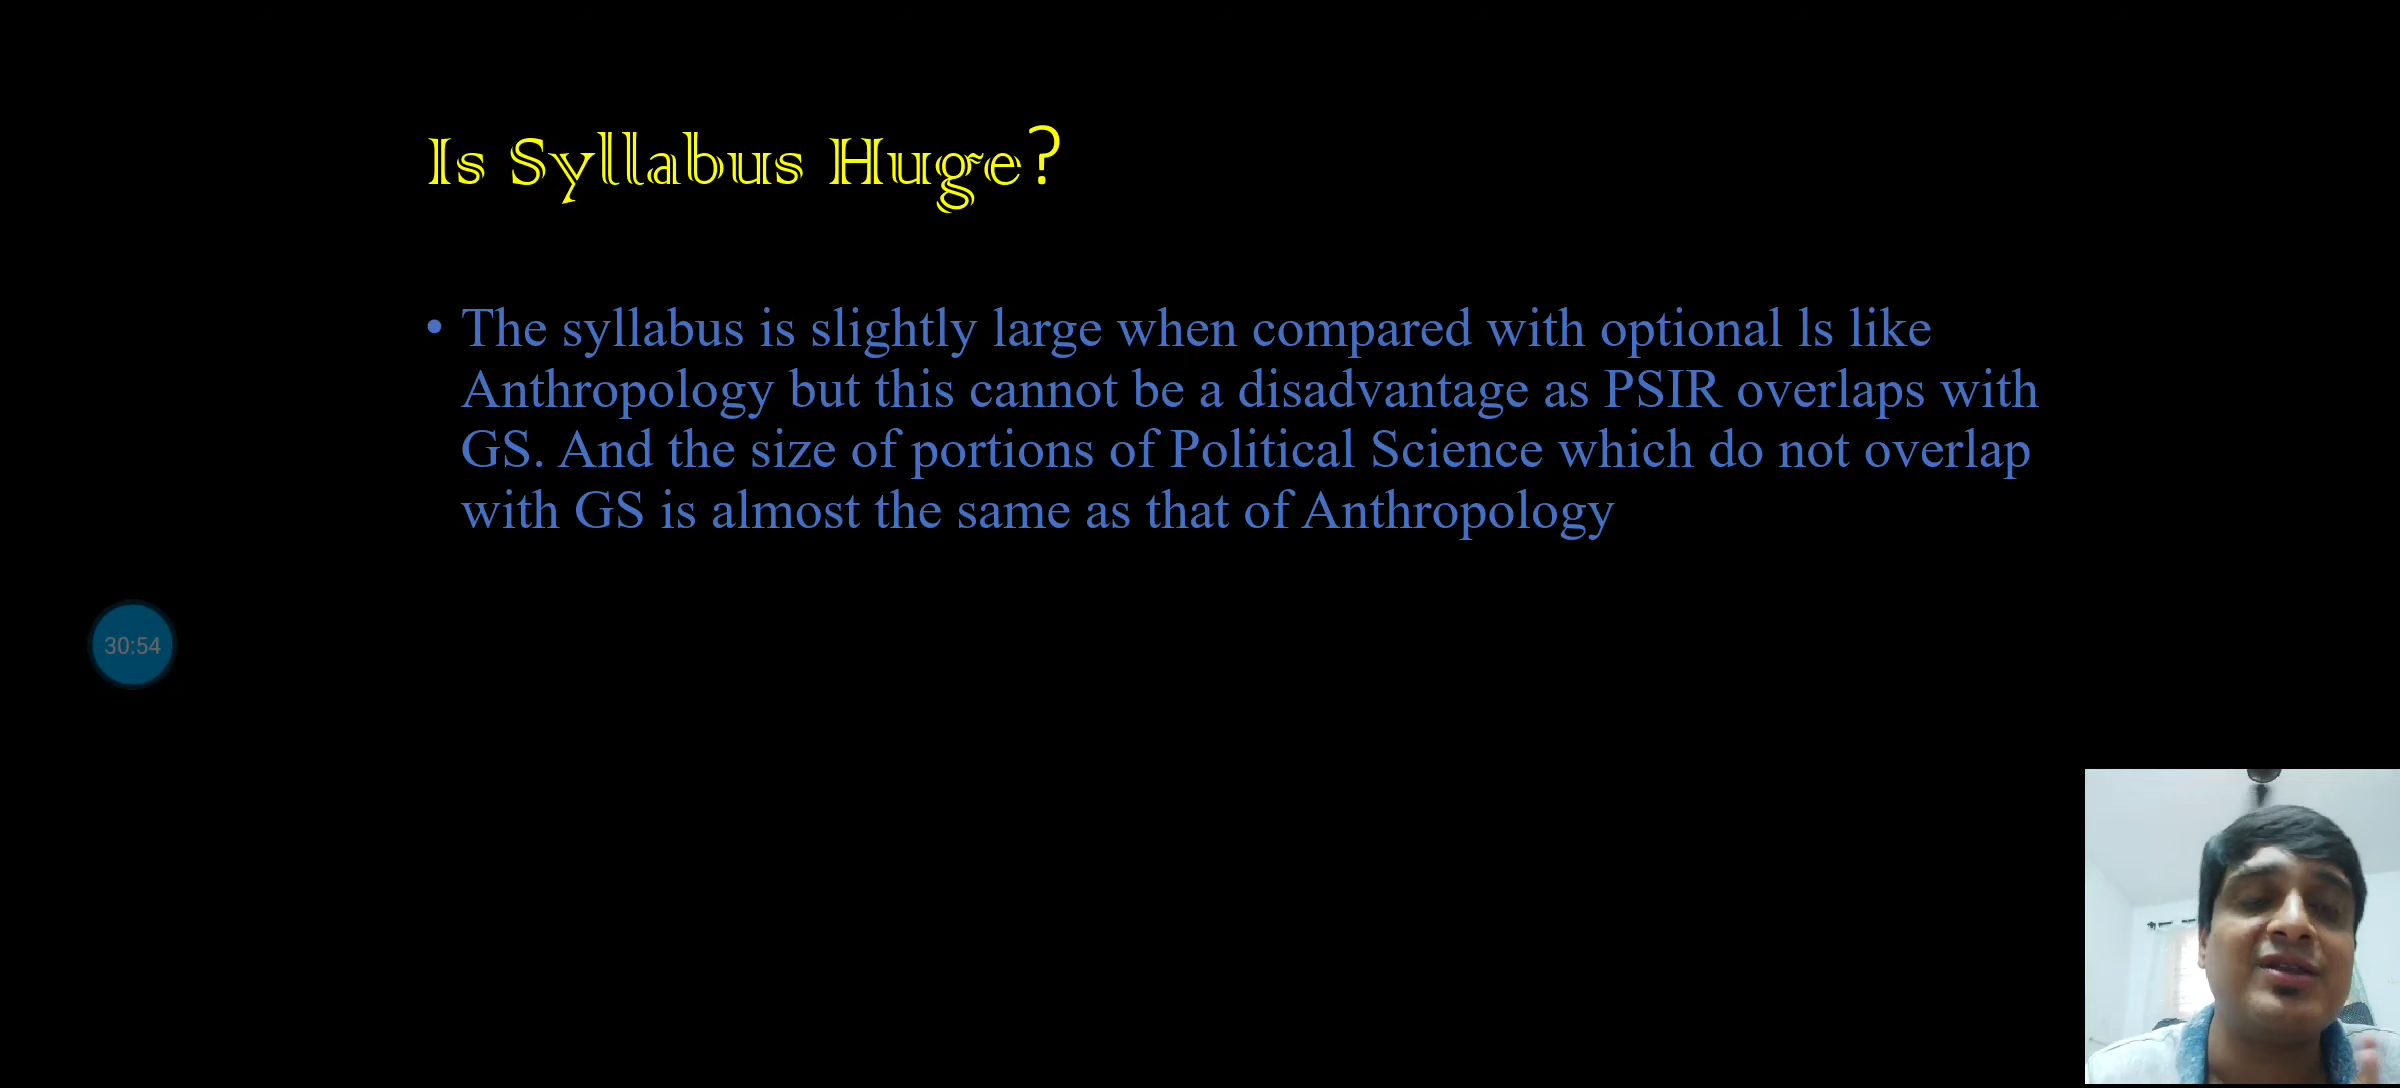 Is Syllabus Huge?
• The syllabus is slightly large when compared with optional ls like
Anthropology but this cannot be a disadvantage as PSIR overlaps with
GS. And the size of portions of Political Science which do not overlap
with GS is almost the same as that of Anthropology
30:54